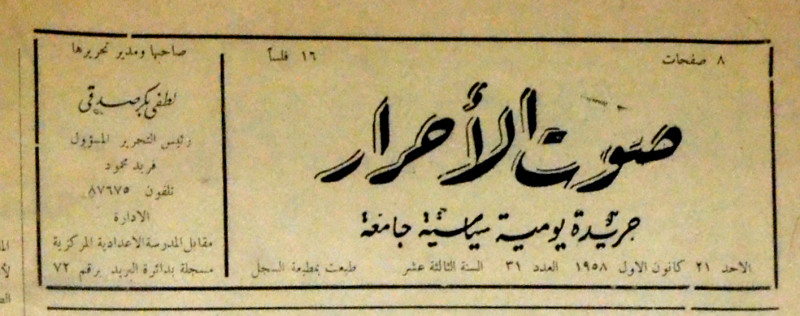 ٨ صفحات
١٦ فلساً
صوت الأحرار
جريدة يومية سياسية جامعة
الاحد ٢١ كانون الاول ١٩٥٨ العدد ٣١ السنة الثالثة عشر طبعت بمطبعة السجل
صاحبها ومدير تحريرها
لطفي بكر صدقي
رئيس التحرير المسؤول
فريد محمود
تلفون ٨٧٦٧٥
الادارة
مقابل المدرسة الاعدادية المركزية
مسجلة بدائرة البريد برقم ٧٢